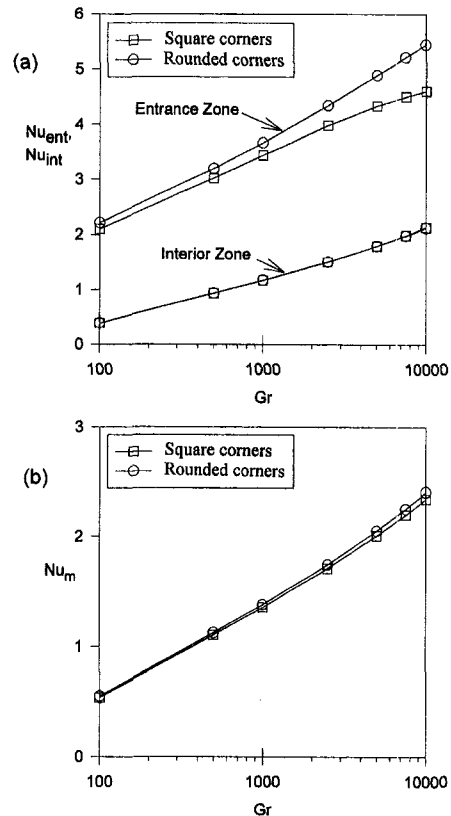 (a)
6
5
4
3
2
1
0
Nu_ent,
Nu_int
Square corners
Rounded corners
Entrance Zone
Interior Zone
100 1000 10000
Gr
(b)
3
2
1
0
Nu_m
Square corners
Rounded corners
100 1000 10000
Gr